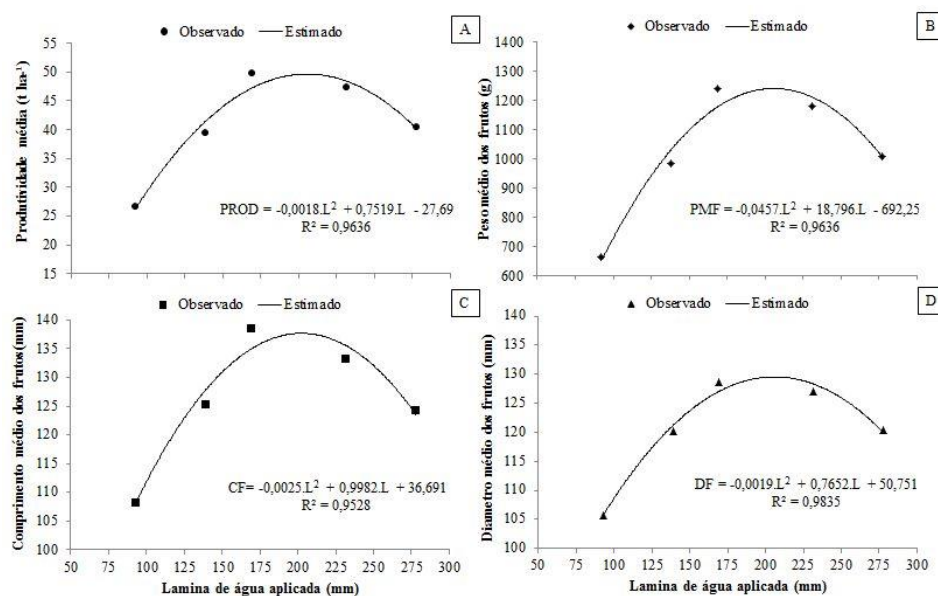 Observado Estimado A
Produtividade média (t ha-1)
55
50
45
40
35
30
25
20
15
PROD = -0,0018.L2 + 0,7519.L - 27,69
R2 = 0,9636
Observado Estimado B
Peso médio dos frutos (g)
1400
1300
1200
1100
1000
900
800
700
600
PMF = -0,0457.L2 + 18,796.L - 692,25
R2 = 0,9636
Observado Estimado C
Comprimento médio dos frutos(mm)
140
135
130
125
120
115
110
105
100
CF= -0,0025.L2 + 0,9982.L + 36,691
R2 = 0,9528
50 75 100 125 150 175 200 225 250 275 300
Lamina de água aplicada (mm)
Observado Estimado D
Diametro médio dos frutos (mm)
140
135
130
125
120
115
110
105
100
DF = -0,0019.L2 + 0,7652.L + 50,751
R2 = 0,9835
50 75 100 125 150 175 200 225 250 275 300
Lamina de água aplicada (mm)